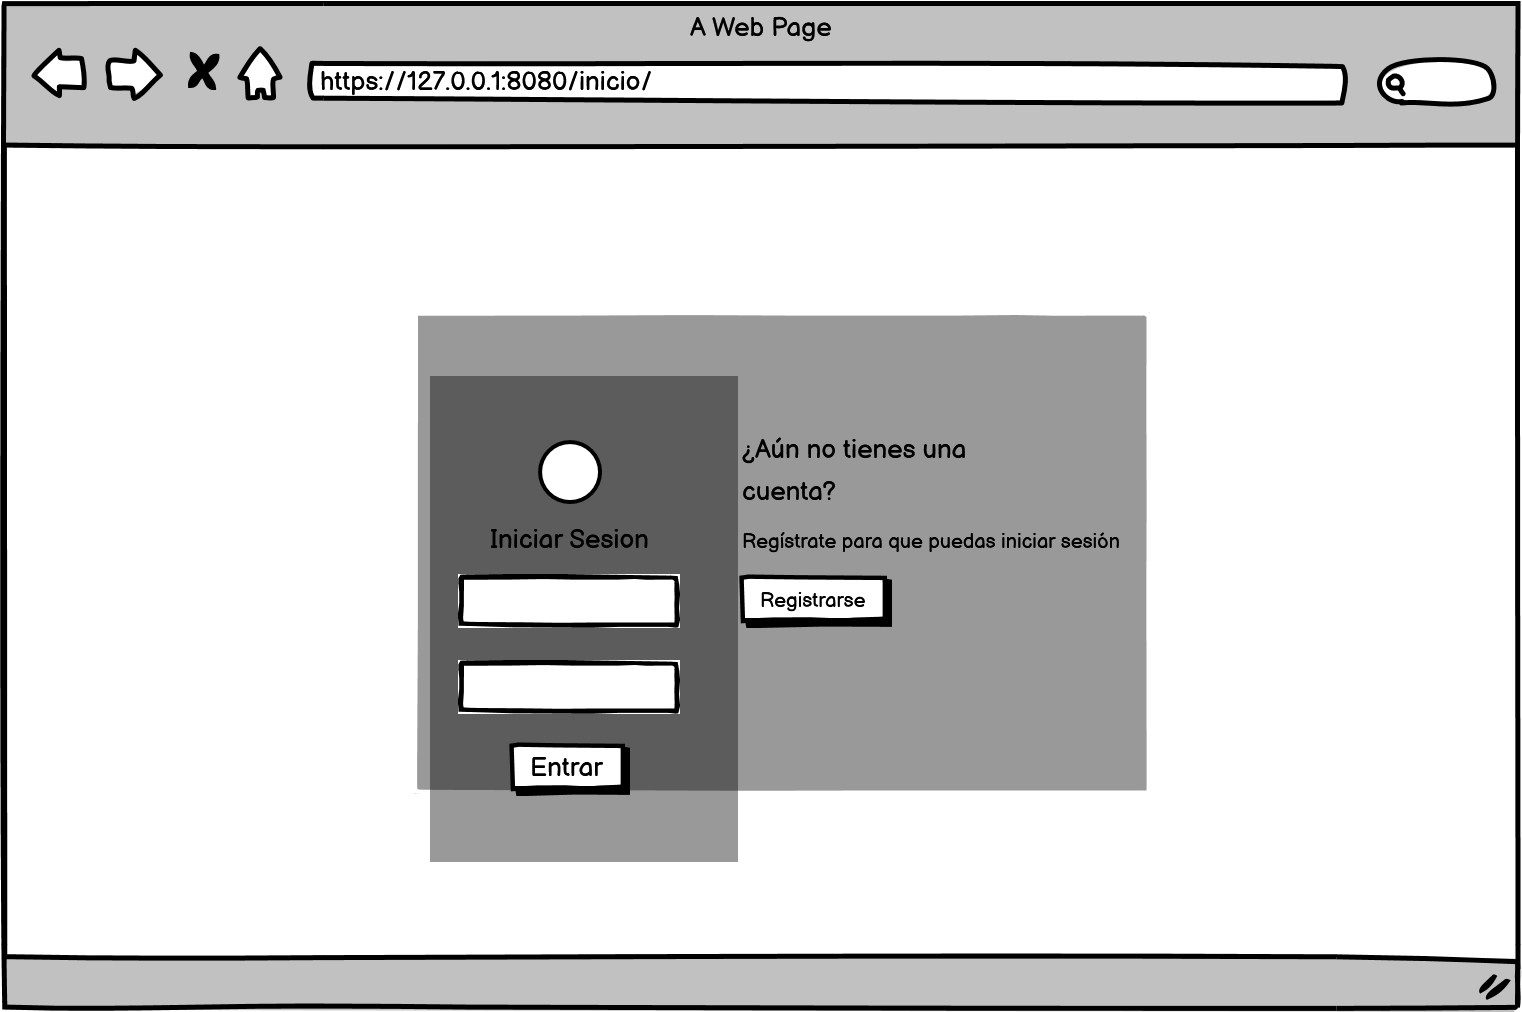 A Web Page
https://127.0.0.1:8080/inicio/
Iniciar Sesion
Entrar
¿Aún no tienes una
cuenta?
Regístrate para que puedas iniciar sesión
Registrarse